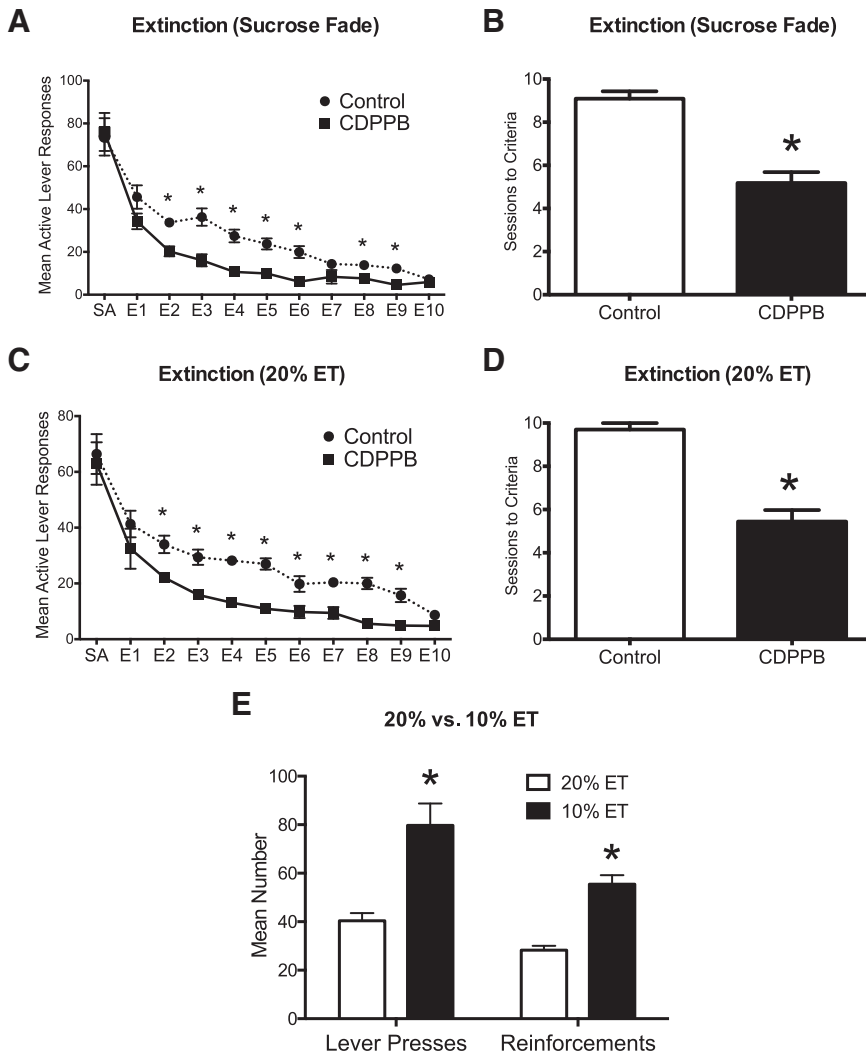 A
Extinction (Sucrose Fade)
Mean Active Lever Responses
100
80
60
40
20
0
Control
CDPPB
* * * * * * *
SA E1 E2 E3 E4 E5 E6 E7 E8 E9 E10
B
Extinction (Sucrose Fade)
Sessions to Criteria
10
8
6
4
2
0
*
Control CDPPB
C
Extinction (20% ET)
Mean Active Lever Responses
80
60
40
20
0
Control
CDPPB
* * * * * * * *
SA E1 E2 E3 E4 E5 E6 E7 E8 E9 E10
D
Extinction (20% ET)
Sessions to Criteria
10
8
6
4
2
0
*
Control CDPPB
E
20% vs. 10% ET
Mean Number
100
80
60
40
20
0
20% ET
10% ET
* *
Lever Presses Reinforcements